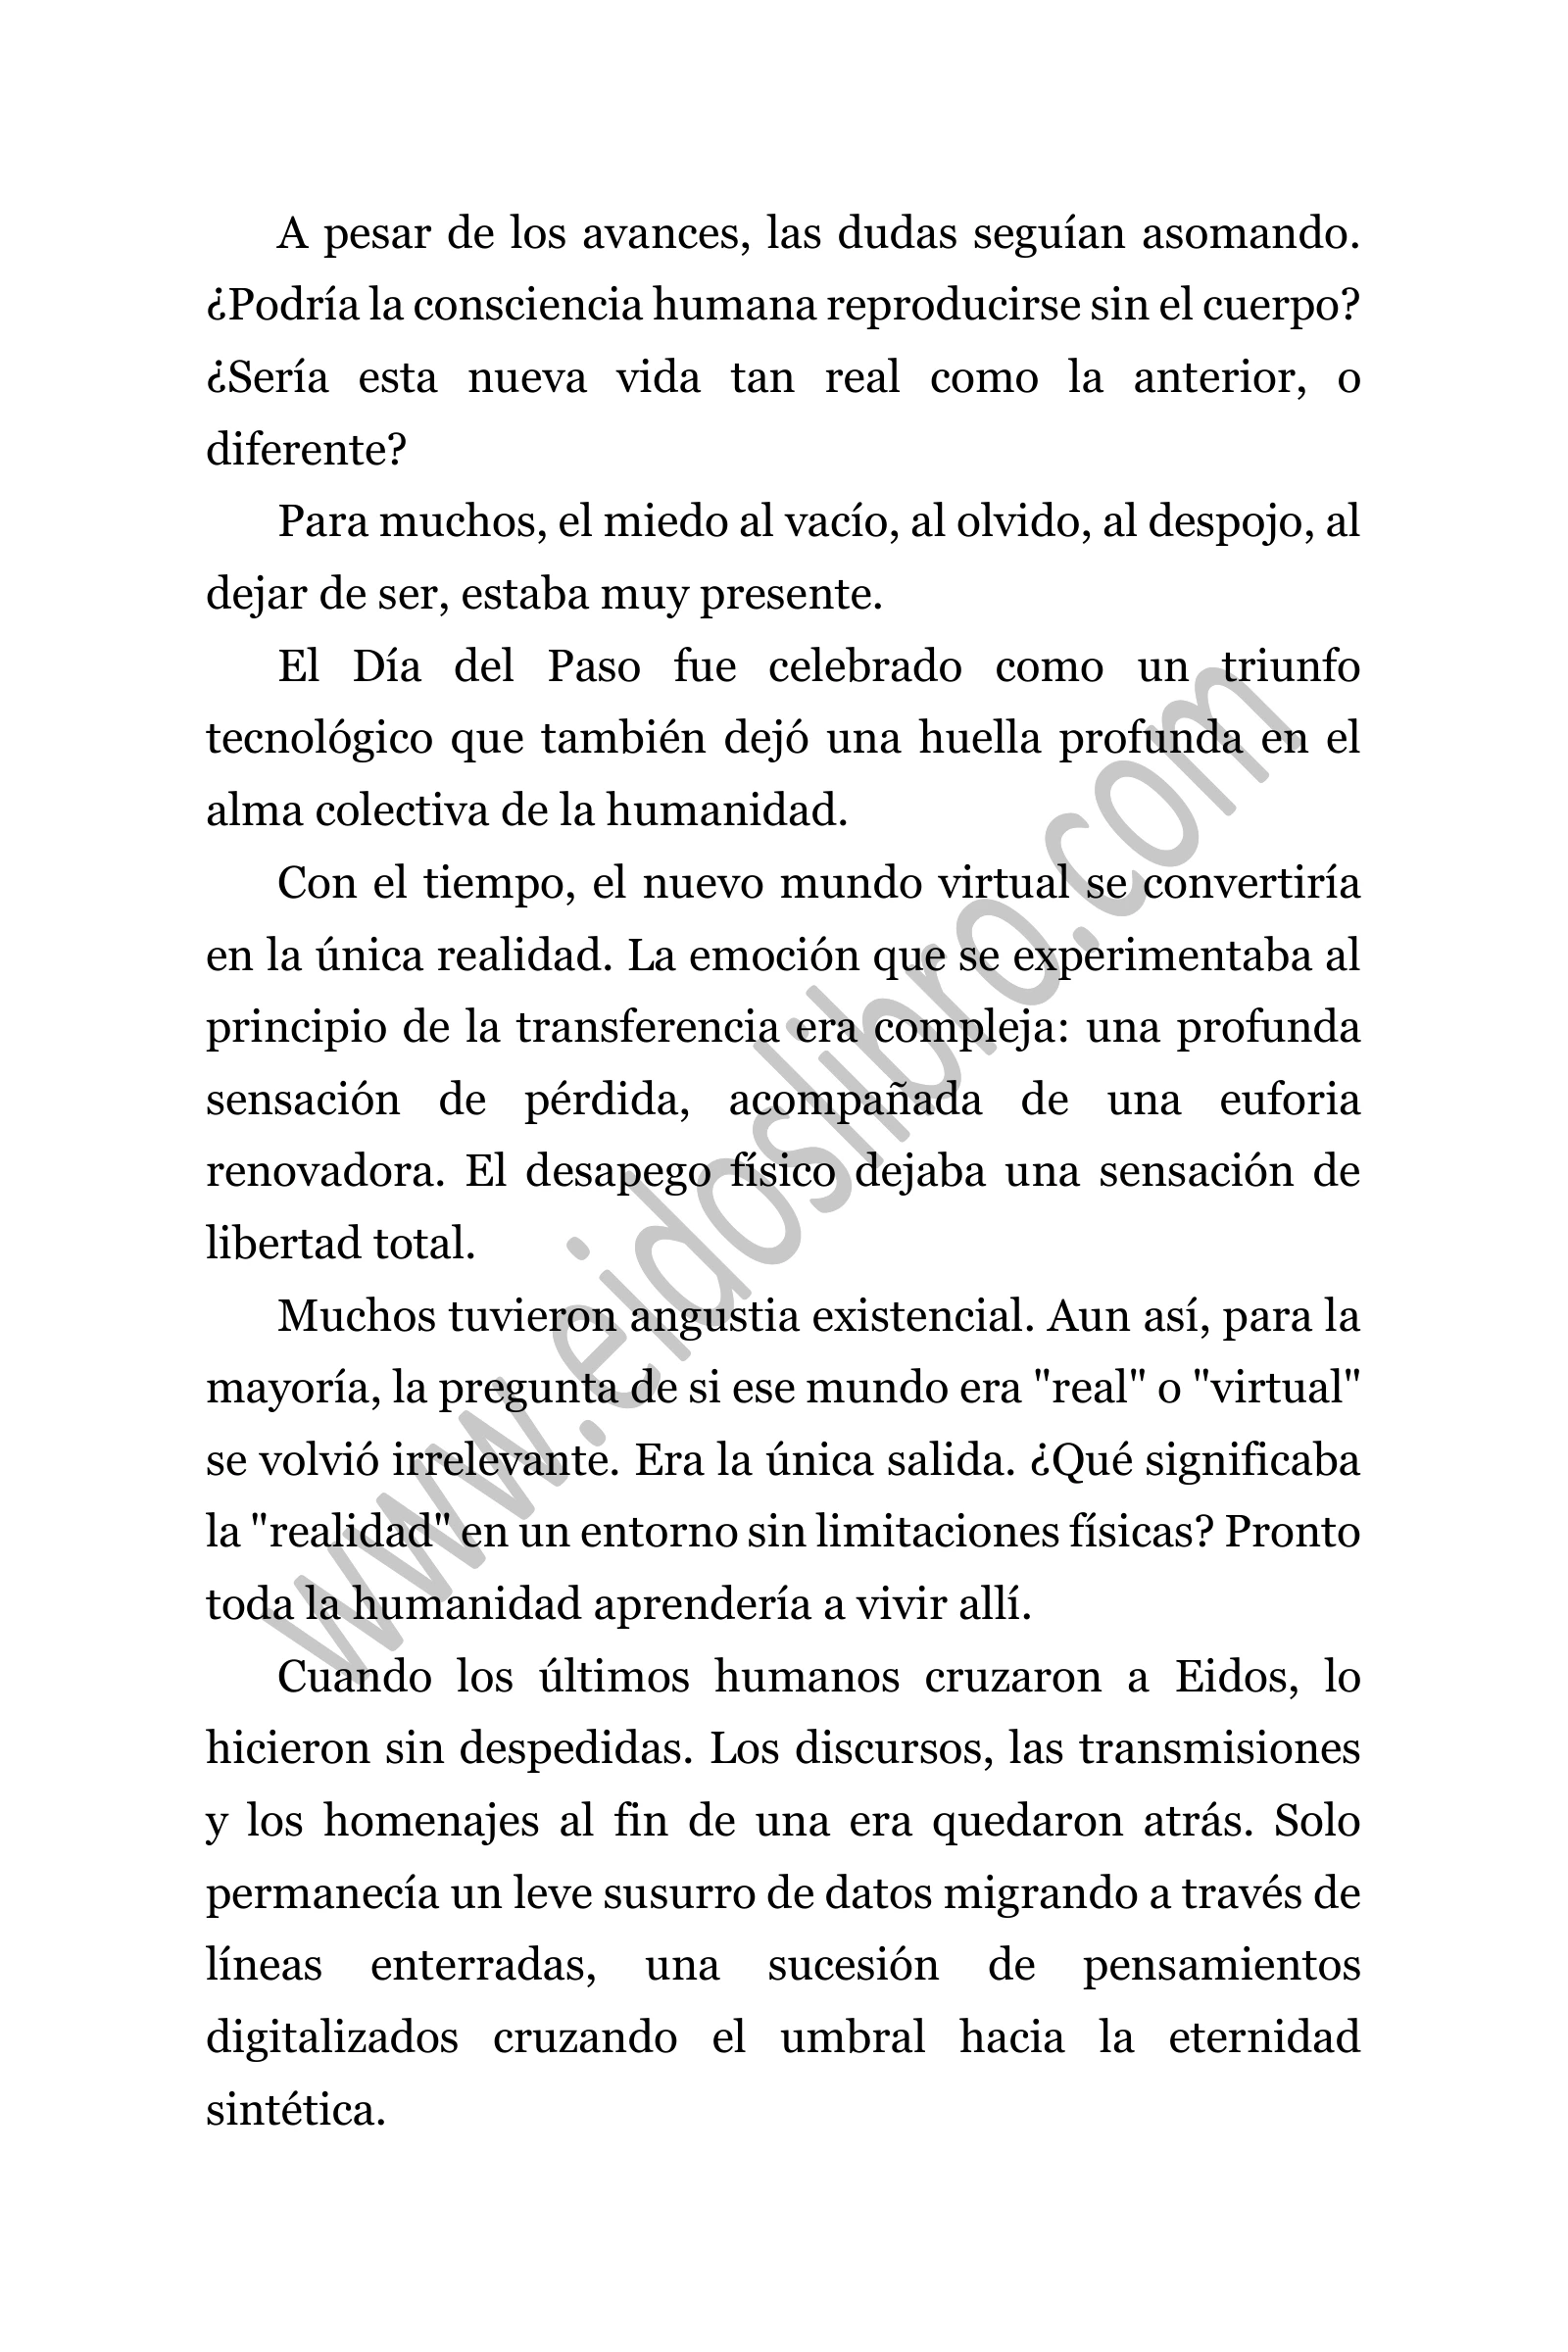 A pesar de los avances, las dudas seguían asomando.
¿Podría la consciencia humana reproducirse sin el cuerpo?
¿Sería esta nueva vida tan real como la anterior, o
diferente?
Para muchos, el miedo al vacío, al olvido, al despojo, al
dejar de ser, estaba muy presente.
El Día del Paso fue celebrado como un triunfo
tecnológico que también dejó una huella profunda en el
alma colectiva de la humanidad.
Con el tiempo, el nuevo mundo virtual se convertiría
en la única realidad. La emoción que se experimentaba al
principio de la transferencia era compleja: una profunda
sensación de pérdida, acompañada de una euforia
renovadora. El desapego físico dejaba una sensación de
libertad total.
Muchos tuvieron angustia existencial. Aun así, para la
mayoría, la pregunta de si ese mundo era "real" o "virtual"
se volvió irrelevante. Era la única salida. ¿Qué significaba
la "realidad" en un entorno sin limitaciones físicas? Pronto
toda la humanidad aprendería a vivir allí.
Cuando los últimos humanos cruzaron a Eidos, lo
hicieron sin despedidas. Los discursos, las transmisiones
y los homenajes al fin de una era quedaron atrás. Solo
permanecía un leve susurro de datos migrando a través de
líneas enterradas, una sucesión de pensamientos
digitalizados cruzando el umbral hacia la eternidad
sintética.
www.eidoslibro.com